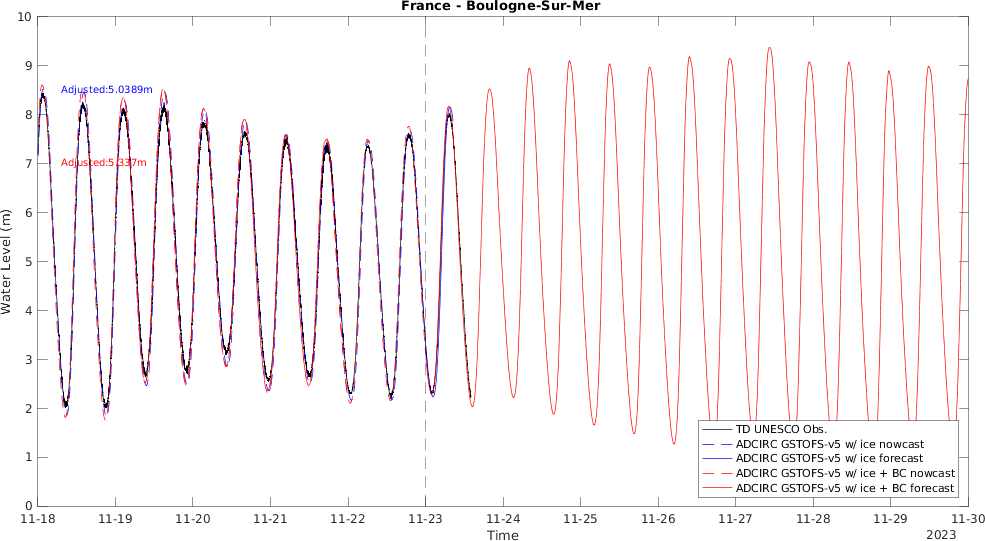 France - Boulogne-Sur-Mer
Water Level (m)
10
9
8
7
6
5
4
3
2
1
0
Adjusted:5.0389m
Adjusted:5.337m
TD UNESCO Obs.
ADCIRC GSTOFS-v5 w/ ice nowcast
ADCIRC GSTOFS-v5 w/ ice forecast
ADCIRC GSTOFS-v5 w/ ice + BC nowcast
ADCIRC GSTOFS-v5 w/ ice + BC forecast
11-18 11-19 11-20 11-21 11-22 11-23 11-24 11-25 11-26 11-27 11-28 11-29 11-30
Time
2023